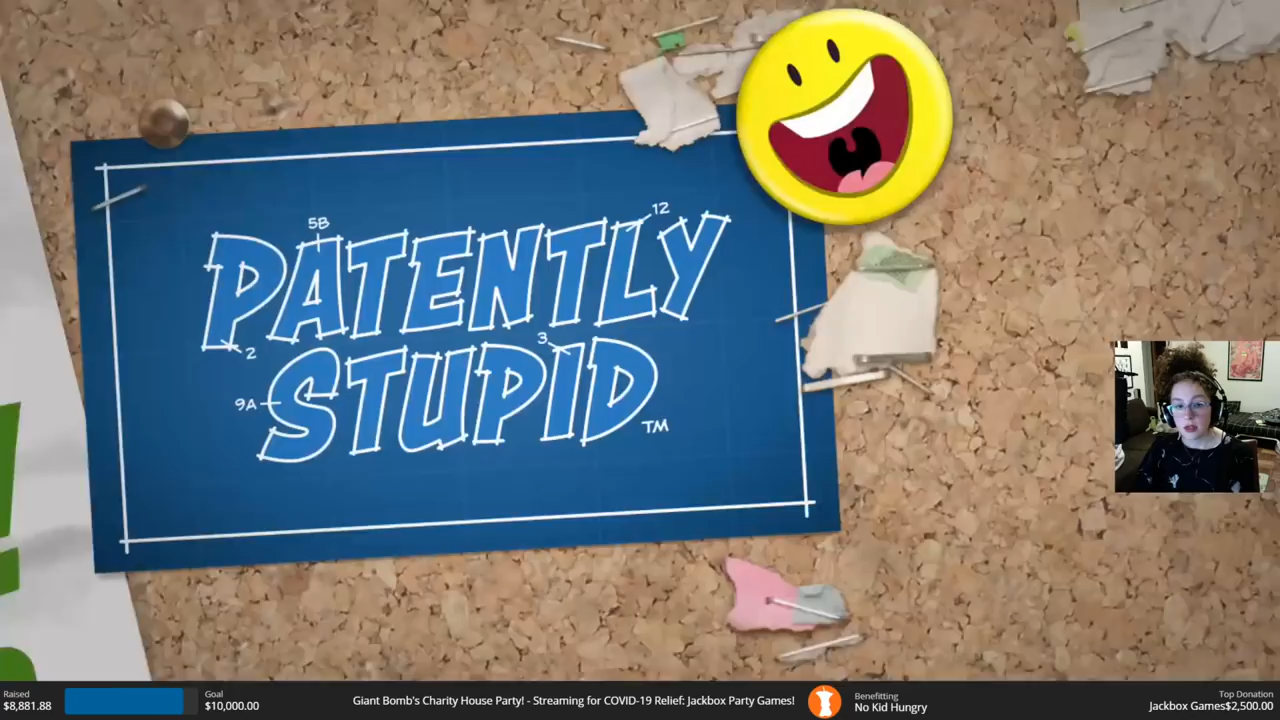 5B
12
PATENTLY
2
3
STUPID
9A
TM
Raised
$8,881.88
Goal
$10,000.00
Giant Bomb's Charity House Party! - Streaming for COVID-19 Relief: Jackbox Party Games!
Benefitting
No Kid Hungry
Top Donation
Jackbox Games$2,500.00